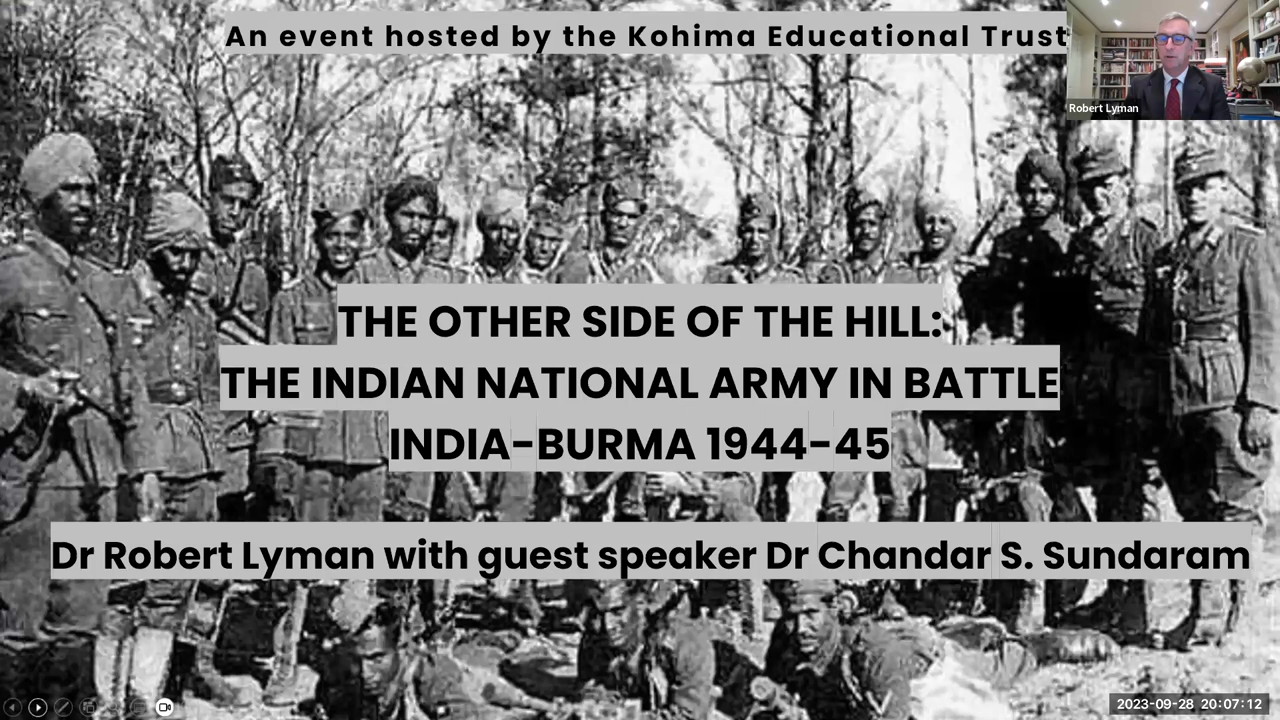 An event hosted by the Kohima Educational Trust
Robert Lyman
THE OTHER SIDE OF THE HILL:
THE INDIAN NATIONAL ARMY IN BATTLE
INDIA-BURMA 1944-45
Dr Robert Lyman with guest speaker Dr Chandar S. Sundaram
2023-09-28 20:07:12